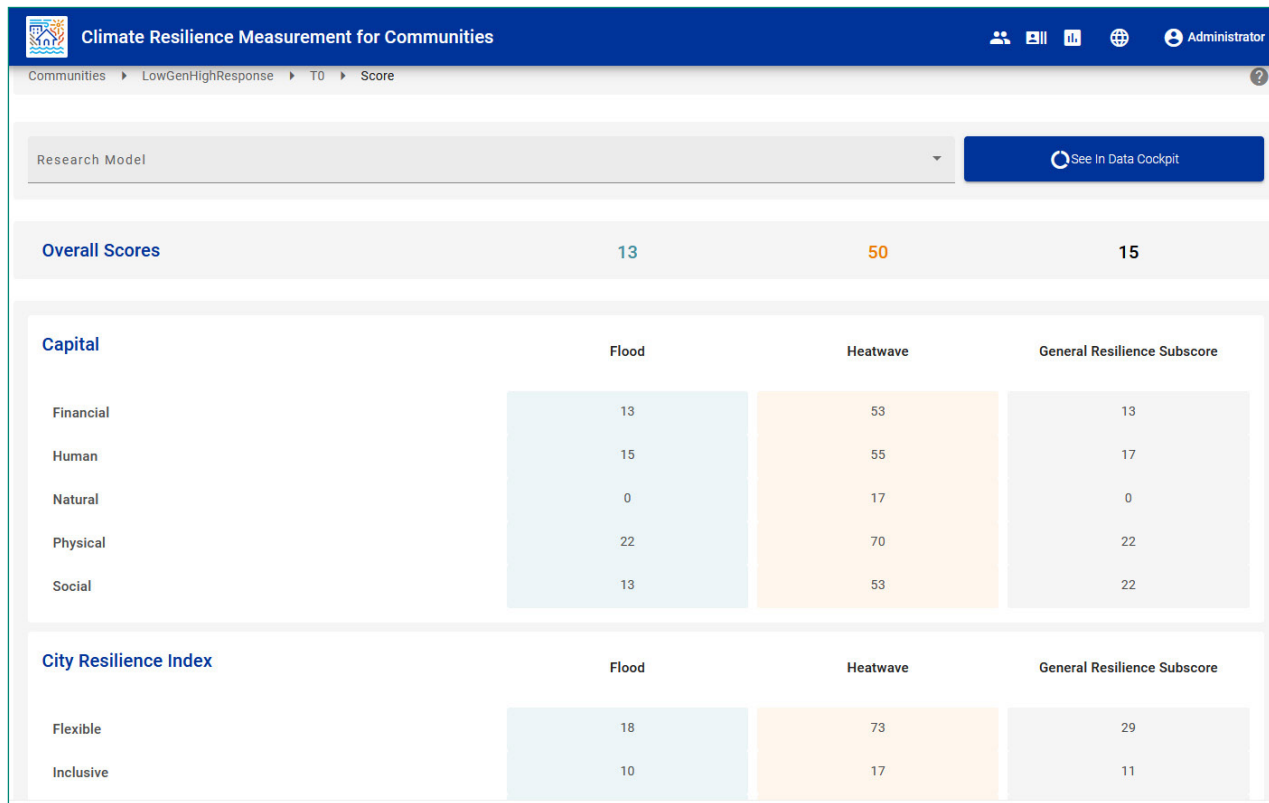 Climate Resilience Measurement for Communities Administrator
Communities LowGenHighResponse T0 Score
Research Model See In Data Cockpit
Overall Scores 13 50 15
Capital Flood Heatwave General Resilience Subscore
Financial 13 53 13
Human 15 55 17
Natural 0 17 0
Physical 22 70 22
Social 13 53 22
City Resilience Index Flood Heatwave General Resilience Subscore
Flexible 18 73 29
Inclusive 10 17 11